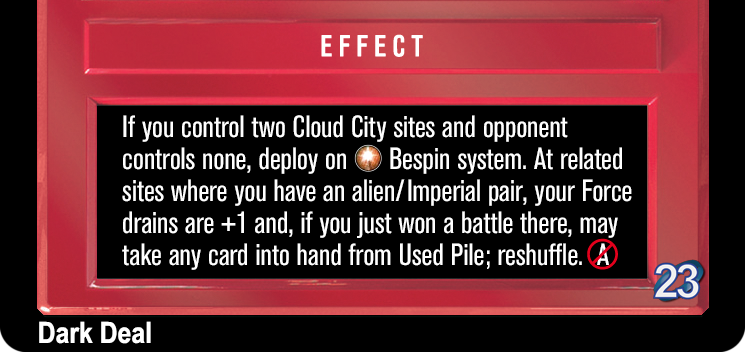 EFFECT
If you control two Cloud City sites and opponent
controls none, deploy on Bespin system. At related
sites where you have an alien/Imperial pair, your Force
drains are +1 and, if you just won a battle there, may
take any card into hand from Used Pile; reshuffle. A
23
Dark Deal